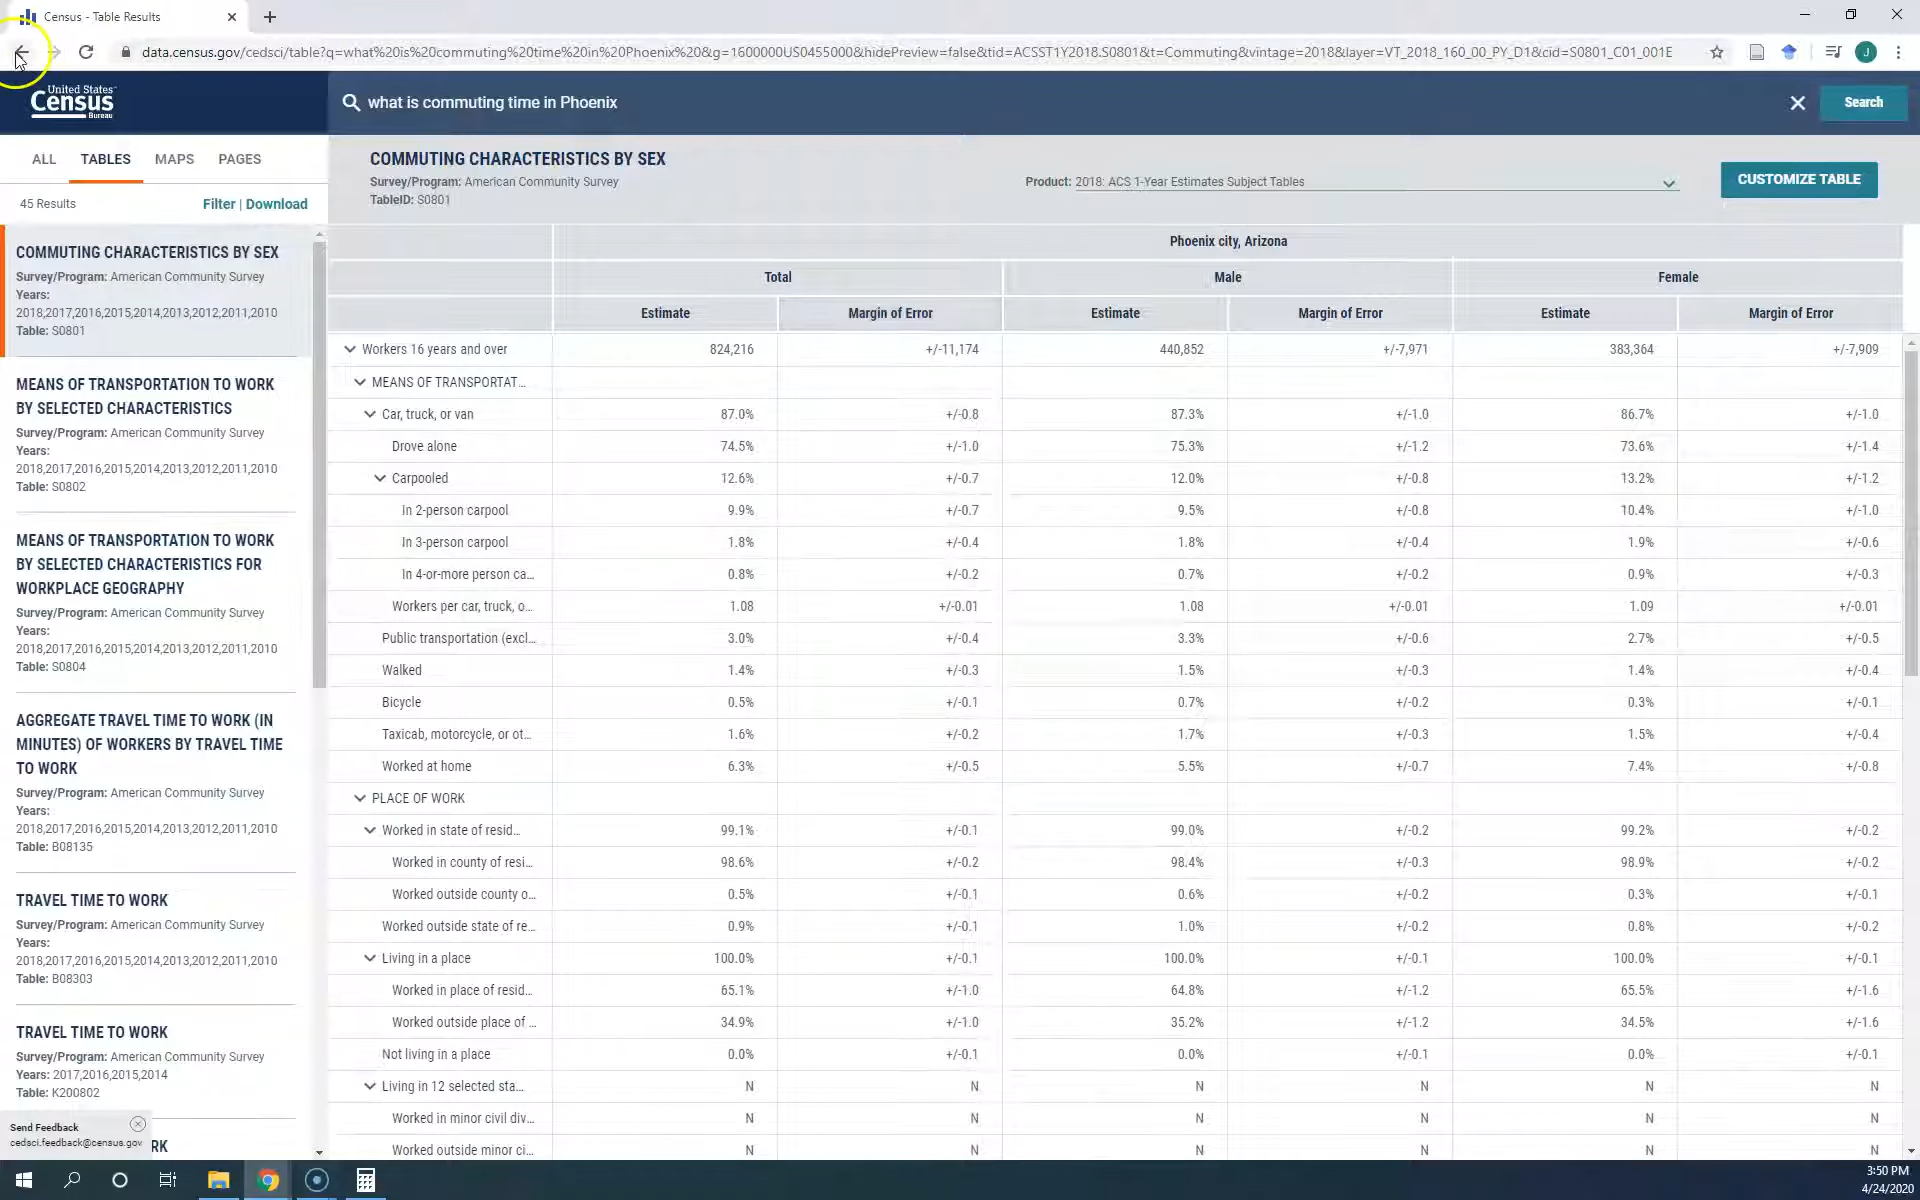 Census - Table Results
data.census.gov/cedsci/table?q=what%20is%20commuting%20time%20in%20Phoenix%20&g=1600000US0455000&hidePreview=false&tid=ACSST1Y2018.S0801&t=Commuting&vintage=2018&layer=VT_2018_160_00_PY_D1&cid=S0801_C01_001E
J
United States
Census
Bureau
what is commuting time in Phoenix
Search
ALL TABLES MAPS PAGES
45 Results
Filter | Download
COMMUTING CHARACTERISTICS BY SEX
Survey/Program: American Community Survey
Years:
2018,2017,2016,2015,2014,2013,2012,2011,2010
Table: S0801
MEANS OF TRANSPORTATION TO WORK
BY SELECTED CHARACTERISTICS
Survey/Program: American Community Survey
Years:
2018,2017,2016,2015,2014,2013,2012,2011,2010
Table: S0802
MEANS OF TRANSPORTATION TO WORK
BY SELECTED CHARACTERISTICS FOR
WORKPLACE GEOGRAPHY
Survey/Program: American Community Survey
Years:
2018,2017,2016,2015,2014,2013,2012,2011,2010
Table: S0804
AGGREGATE TRAVEL TIME TO WORK (IN
MINUTES) OF WORKERS BY TRAVEL TIME
TO WORK
Survey/Program: American Community Survey
Years:
2018,2017,2016,2015,2014,2013,2012,2011,2010
Table: B08135
TRAVEL TIME TO WORK
Survey/Program: American Community Survey
Years:
2018,2017,2016,2015,2014,2013,2012,2011,2010
Table: B08303
TRAVEL TIME TO WORK
Survey/Program: American Community Survey
Years: 2017,2016,2015,2014
Table: K200802
Send Feedback
cedsci.feedback@census.gov
RK
COMMUTING CHARACTERISTICS BY SEX
Survey/Program: American Community Survey
TableID: S0801
Product: 2018: ACS 1-Year Estimates Subject Tables
CUSTOMIZE TABLE
Phoenix city, Arizona
Total Male Female
Estimate Margin of Error Estimate Margin of Error Estimate Margin of Error
Workers 16 years and over 824,216 +/-11,174 440,852 +/-7,971 383,364 +/-7,909
MEANS OF TRANSPORTAT...
Car, truck, or van 87.0% +/-0.8 87.3% +/-1.0 86.7% +/-1.0
Drove alone 74.5% +/-1.0 75.3% +/-1.2 73.6% +/-1.4
Carpooled 12.6% +/-0.7 12.0% +/-0.8 13.2% +/-1.2
In 2-person carpool 9.9% +/-0.7 9.5% +/-0.8 10.4% +/-1.0
In 3-person carpool 1.8% +/-0.4 1.8% +/-0.4 1.9% +/-0.6
In 4-or-more person ca... 0.8% +/-0.2 0.7% +/-0.2 0.9% +/-0.3
Workers per car, truck, o... 1.08 +/-0.01 1.08 +/-0.01 1.09 +/-0.01
Public transportation (excl... 3.0% +/-0.4 3.3% +/-0.6 2.7% +/-0.5
Walked 1.4% +/-0.3 1.5% +/-0.3 1.4% +/-0.4
Bicycle 0.5% +/-0.1 0.7% +/-0.2 0.3% +/-0.1
Taxicab, motorcycle, or ot... 1.6% +/-0.2 1.7% +/-0.3 1.5% +/-0.4
Worked at home 6.3% +/-0.5 5.5% +/-0.7 7.4% +/-0.8
PLACE OF WORK
Worked in state of resid... 99.1% +/-0.1 99.0% +/-0.2 99.2% +/-0.2
Worked in county of resi... 98.6% +/-0.2 98.4% +/-0.3 98.9% +/-0.2
Worked outside county o... 0.5% +/-0.1 0.6% +/-0.2 0.3% +/-0.1
Worked outside state of re... 0.9% +/-0.1 1.0% +/-0.2 0.8% +/-0.2
Living in a place 100.0% +/-0.1 100.0% +/-0.1 100.0% +/-0.1
Worked in place of resid... 65.1% +/-1.0 64.8% +/-1.2 65.5% +/-1.6
Worked outside place of ... 34.9% +/-1.0 35.2% +/-1.2 34.5% +/-1.6
Not living in a place 0.0% +/-0.1 0.0% +/-0.1 0.0% +/-0.1
Living in 12 selected sta... N N N N N N
Worked in minor civil div... N N N N N N
Worked outside minor ci... N N N N N N
3:50 PM
4/24/2020